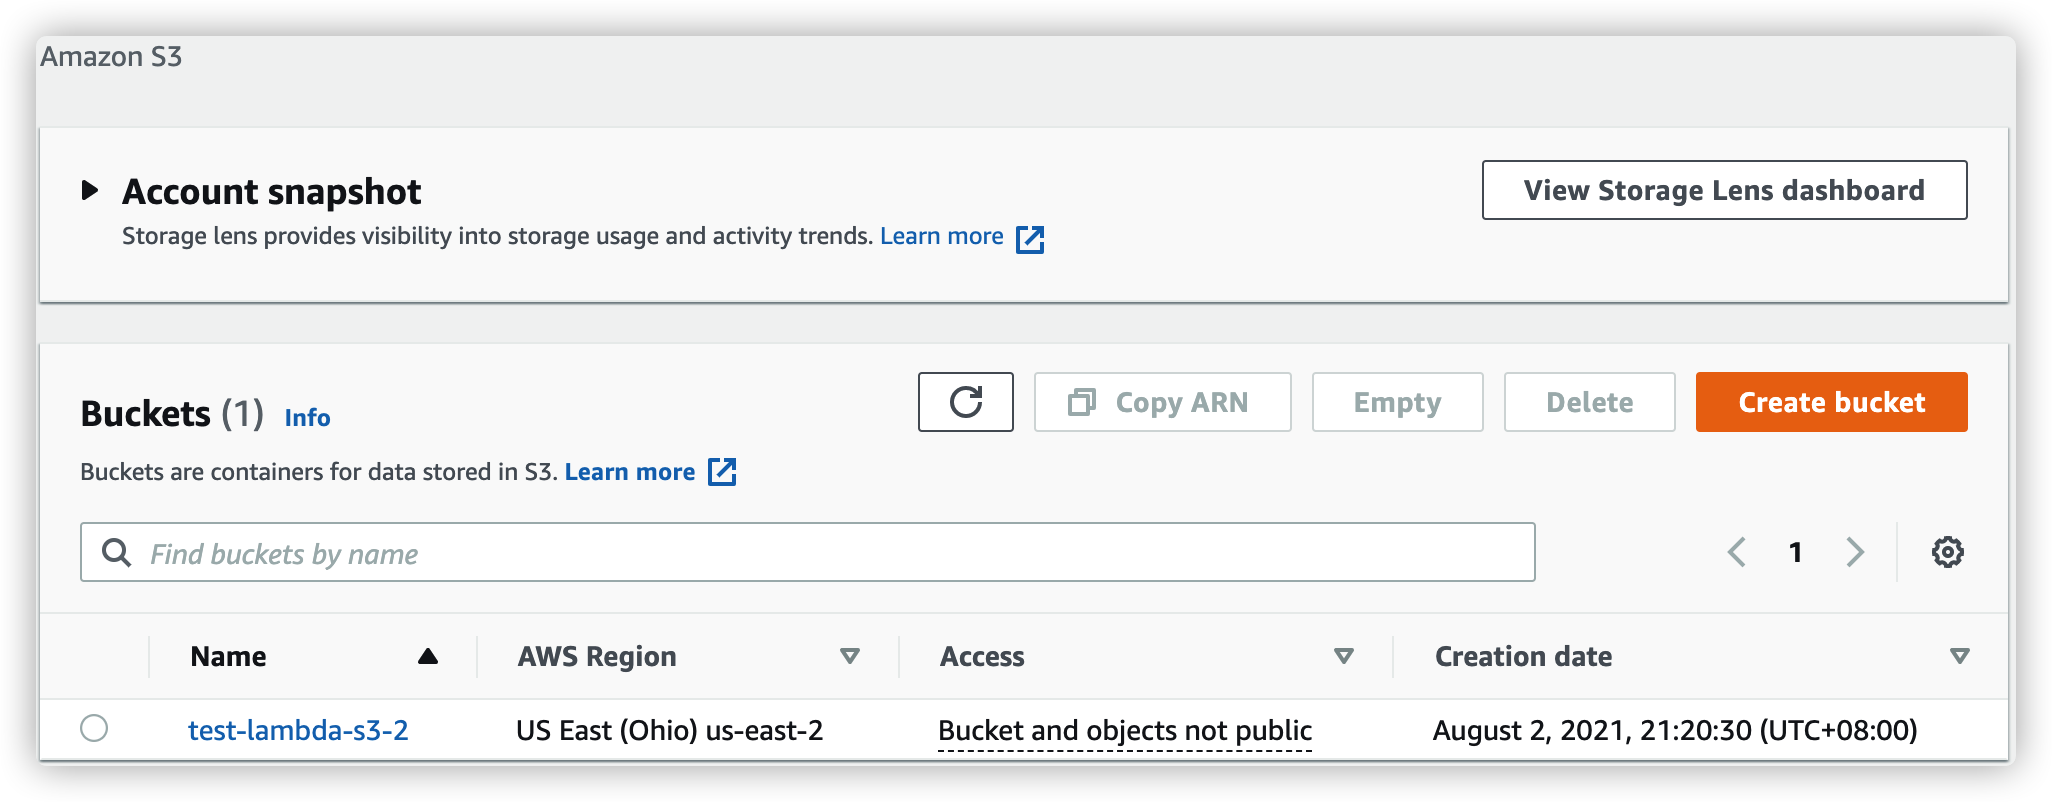 Amazon S3
Account snapshot
View Storage Lens dashboard
Storage lens provides visibility into storage usage and activity trends. Learn more
Buckets (1) Info
Copy ARN
Empty
Delete
Create bucket
Buckets are containers for data stored in S3. Learn more
Find buckets by name
1
Name AWS Region Access Creation date
test-lambda-s3-2 US East (Ohio) us-east-2 Bucket and objects not public August 2, 2021, 21:20:30 (UTC+08:00)